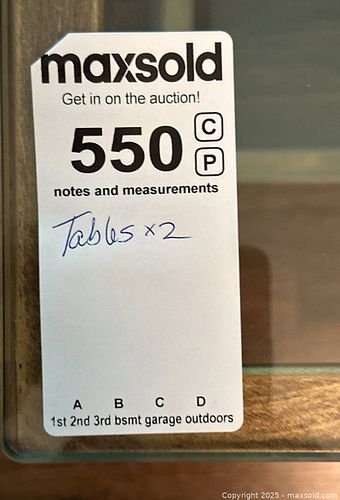 maxsold
Get in on the auction!
550 C
P
notes and measurements
Tables x2
A B C D
1st 2nd 3rd bsmt garage outdoors
Copyright © 2025 - maxsold.com